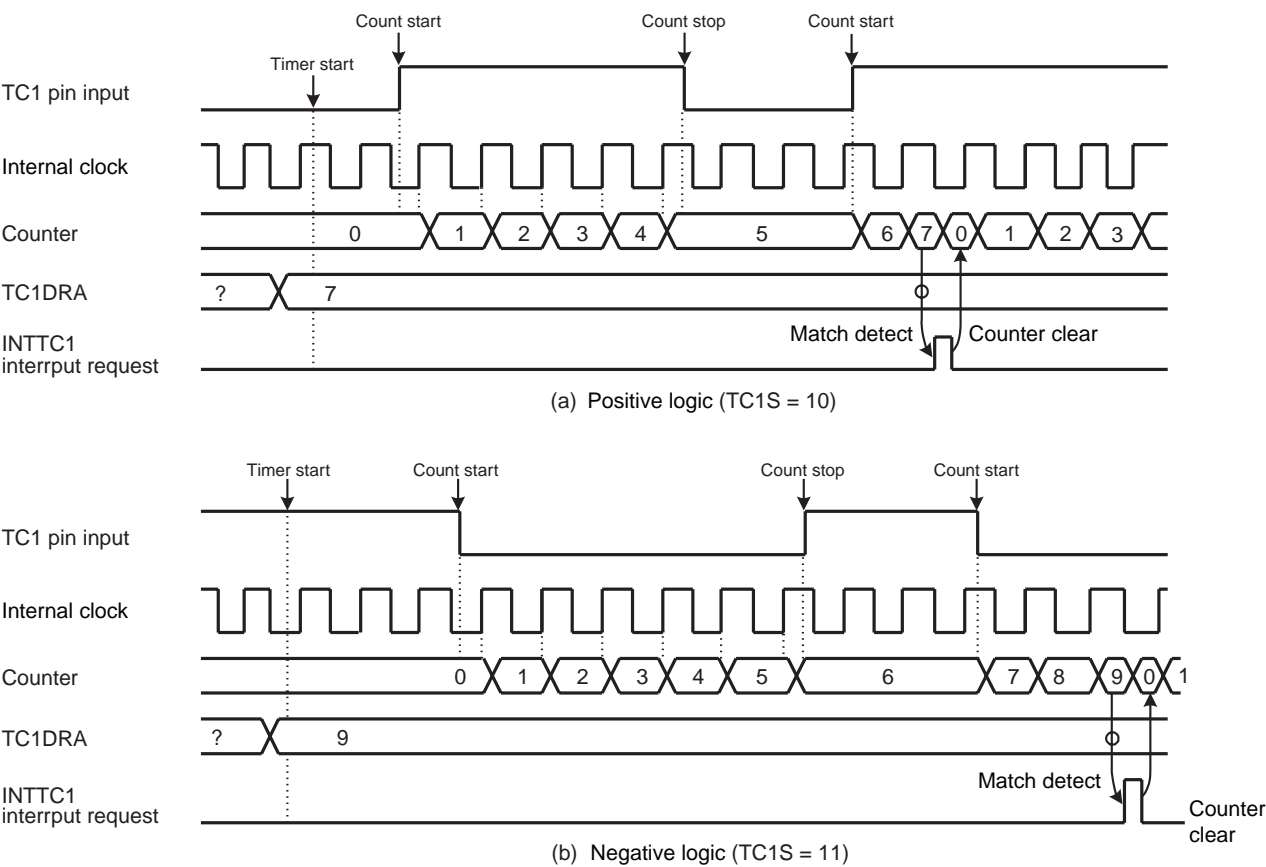 Count start
Count stop
Count start
Timer start
TC1 pin input
Internal clock
Counter
0 1 2 3 4 5 6 7 0 1 2 3
TC1DRA
? 7
INTTC1
interrput request
Match detect
Counter clear
(a) Positive logic (TC1S = 10)
Timer start
Count start
Count stop
Count start
TC1 pin input
Internal clock
Counter
0 1 2 3 4 5 6 7 8 9 0 1
TC1DRA
? 9
Match detect
INTTC1
interrput request
Counter
clear
(b) Negative logic (TC1S = 11)